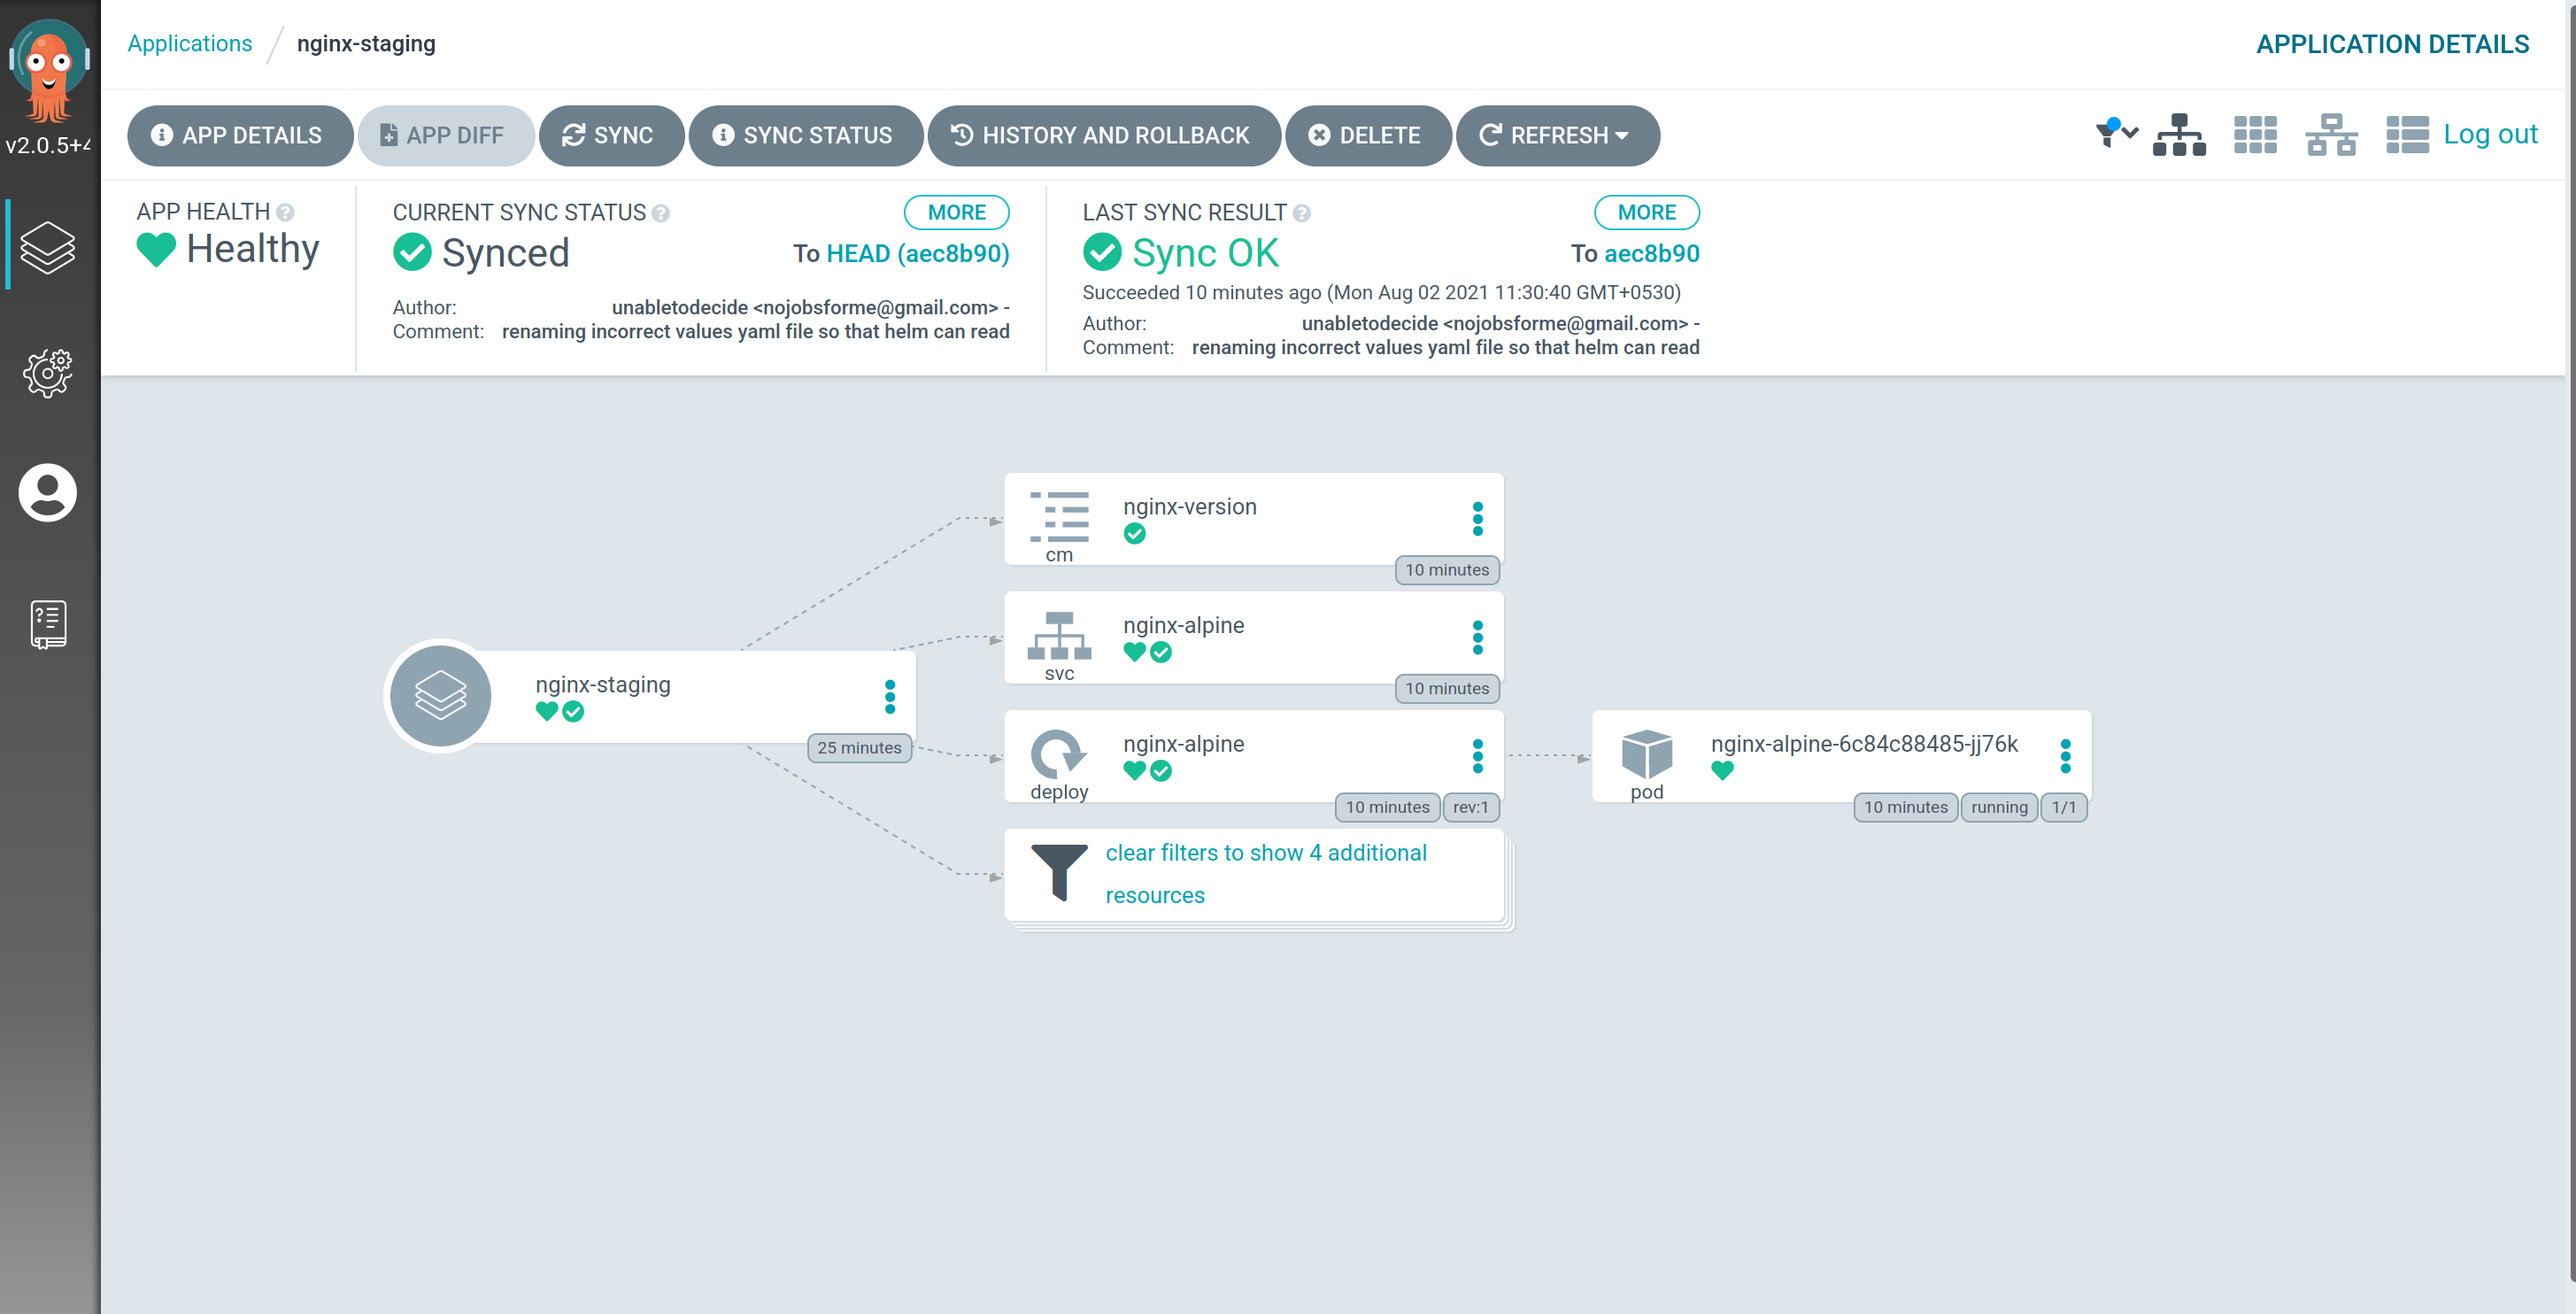 Applications / nginx-staging
APPLICATION DETAILS
v2.0.5+4
APP DETAILS
APP DIFF
SYNC
SYNC STATUS
HISTORY AND ROLLBACK
DELETE
REFRESH
Log out
APP HEALTH
Healthy
CURRENT SYNC STATUS
MORE
Synced
To HEAD (aec8b90)
Author: unabletodecide <nojobsforme@gmail.com> -
Comment: renaming incorrect values yaml file so that helm can read
LAST SYNC RESULT
MORE
Sync OK
To aec8b90
Succeeded 10 minutes ago (Mon Aug 02 2021 11:30:40 GMT+0530)
Author: unabletodecide <nojobsforme@gmail.com> -
Comment: renaming incorrect values yaml file so that helm can read
nginx-staging
25 minutes
nginx-version
cm
10 minutes
nginx-alpine
svc
10 minutes
nginx-alpine
deploy
10 minutes
rev:1
clear filters to show 4 additional
resources
nginx-alpine-6c84c88485-jj76k
pod
10 minutes
running
1/1